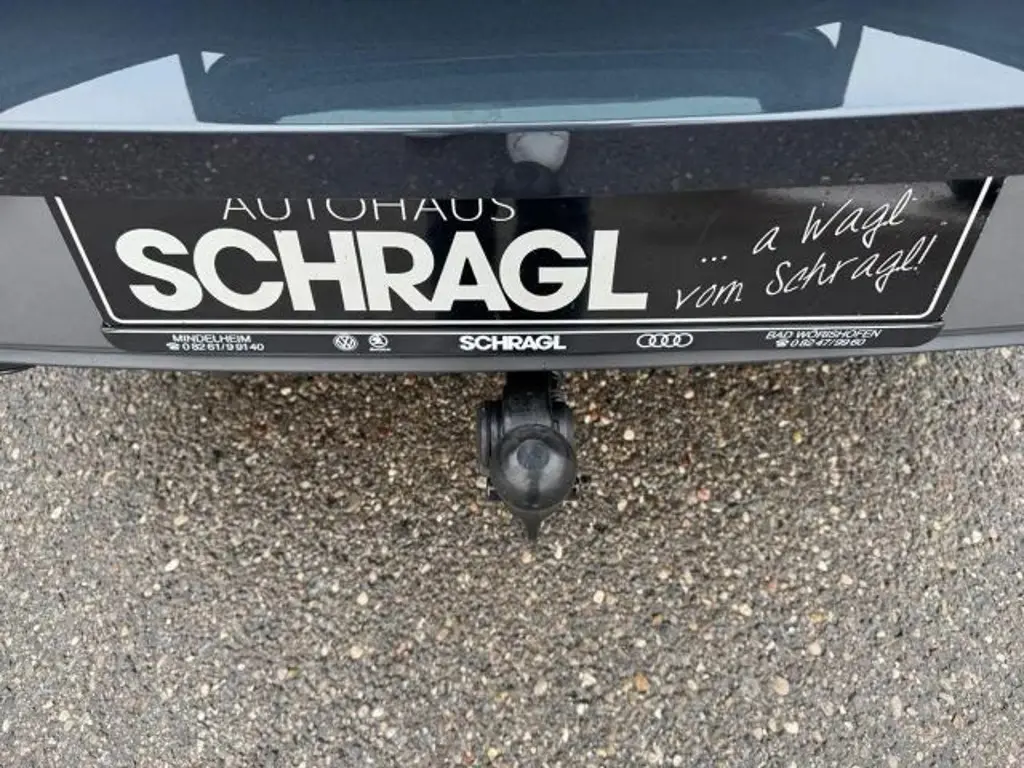 AUTOHAUS
SCHRAGL
... a Wagl
vom Schragl!
MINDELHEIM
☎ 0 82 61/9 91 40
SCHRAGL
BAD WÖRISHOFEN
☎ 0 82 47/99 60